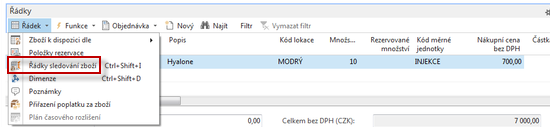 Řádky
Řádek Funkce Objednávka Nový Najít Filtr Vymazat filtr
Zboží k dispozici dle
Položky rezervace
Řádky sledování zboží Ctrl+Shift+I
Dimenze Ctrl+Shift+D
Poznámky
Přiřazení poplatku za zboží
Plán časového rozlišení
Popis Kód lokace Množs... Rezervované množství Kód měrné jednotky Nákupní cena bez DPH Částk
Hyalone MODRÝ 10 INJEKCE 700,00
0,00 Celkem bez DPH (CZK): 7 000,00